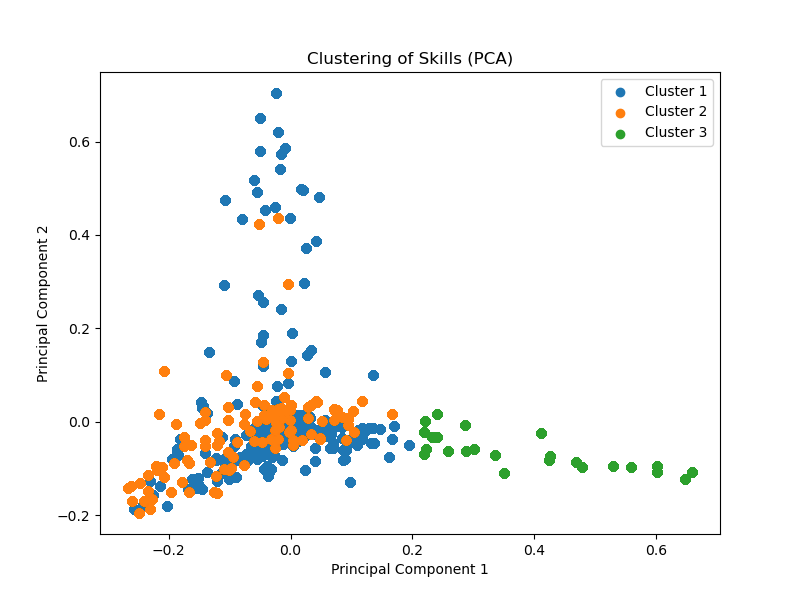 Clustering of Skills (PCA)
Cluster 1
Cluster 2
Cluster 3
Principal Component 2
0.6
0.4
0.2
0.0
−0.2
−0.2 0.0 0.2 0.4 0.6
Principal Component 1